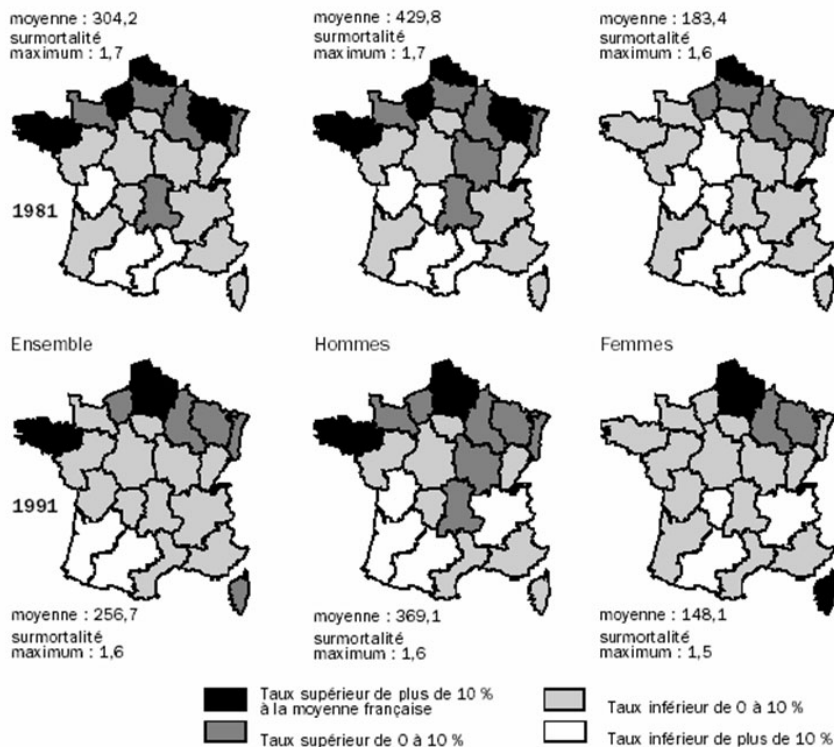 moyenne : 304,2
surmortalité
maximum : 1,7
moyenne : 429,8
surmortalité
maximum : 1,7
moyenne : 183,4
surmortalité
maximum : 1,6
1981
Ensemble
Hommes
Femmes
1991
moyenne : 256,7
surmortalité
maximum : 1,6
moyenne : 369,1
surmortalité
maximum : 1,6
moyenne : 148,1
surmortalité
maximum : 1,5
Taux supérieur de plus de 10 %
à la moyenne française
Taux supérieur de 0 à 10 %
Taux inférieur de 0 à 10 %
Taux inférieur de plus de 10 %